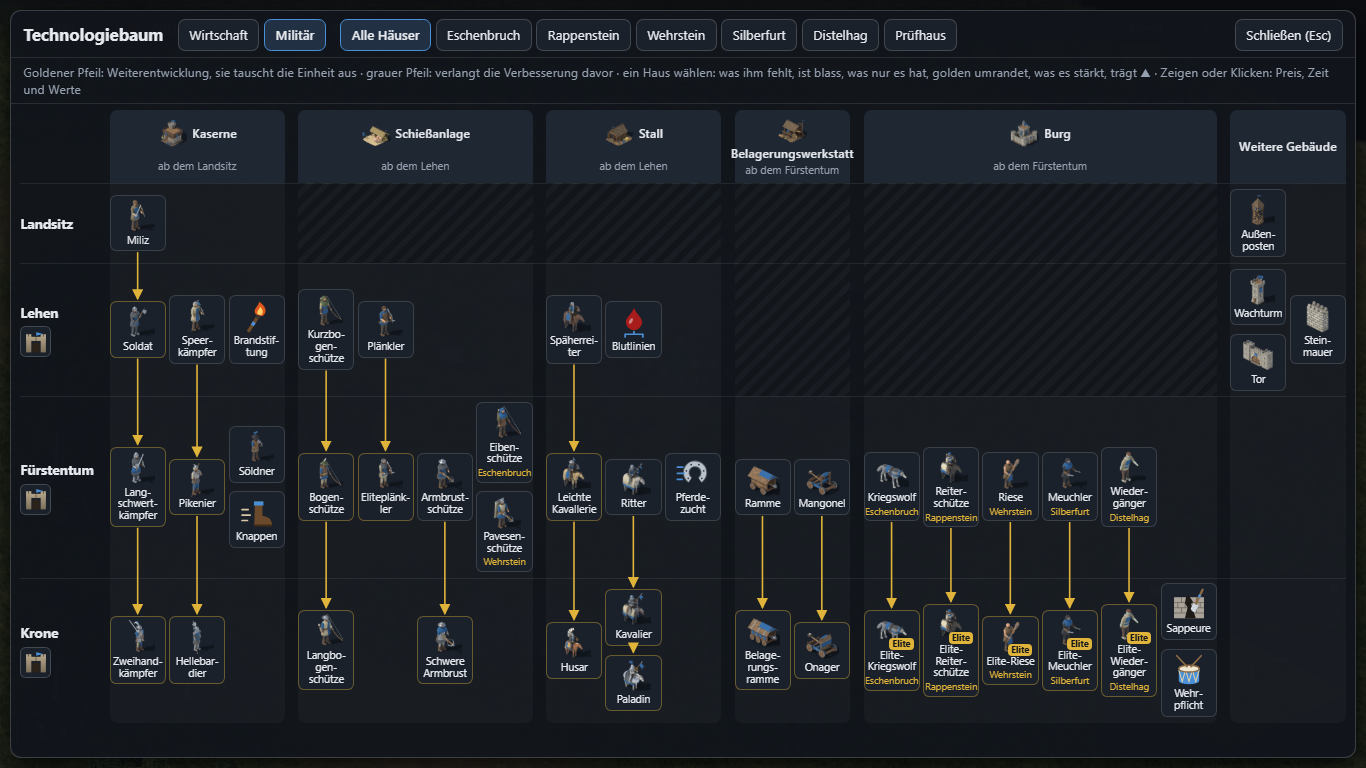 Technologiebaum
Wirtschaft
Militär
Alle Häuser
Eschenbruch
Rappenstein
Wehrstein
Silberfurt
Distelhag
Prüfhaus
Schließen (Esc)
Goldener Pfeil: Weiterentwicklung, sie tauscht die Einheit aus · grauer Pfeil: verlangt die Verbesserung davor · ein Haus wählen: was ihm fehlt, ist blass, was nur es hat, golden umrandet, was es stärkt, trägt ▲ · Zeigen oder Klicken: Preis, Zeit
und Werte
Kaserne
ab dem Landsitz
Schießanlage
ab dem Lehen
Stall
ab dem Lehen
Belagerungswerkstatt
ab dem Fürstentum
Burg
ab dem Fürstentum
Weitere Gebäude
Landsitz
Miliz
Außen-
posten
Lehen
Soldat
Speer-
kämpfer
Brandstif-
tung
Kurzbo-
gen-
schütze
Plänkler
Späherrei-
ter
Blutlinien
Wachturm
Tor
Stein-
mauer
Fürstentum
Lang-
schwert-
kämpfer
Pikenier
Söldner
Knappen
Bogen-
schütze
Eliteplänk-
ler
Armbrust-
schütze
Eiben-
schütze
Eschenbruch
Pavesen-
schütze
Wehrstein
Leichte
Kavallerie
Ritter
Pferde-
zucht
Ramme
Mangonel
Kriegswolf
Eschenbruch
Reiter-
schütze
Rappenstein
Riese
Wehrstein
Meuchler
Silberfurt
Wieder-
gänger
Distelhag
Krone
Zweihand-
kämpfer
Hellebar-
dier
Langbo-
gen-
schütze
Schwere
Armbrust
Husar
Kavalier
Paladin
Belage-
rungs-
ramme
Onager
Elite
Elite-
Kriegswolf
Eschenbruch
Elite
Elite-
Reiter-
schütze
Rappenstein
Elite
Elite-Riese
Wehrstein
Elite
Elite-
Meuchler
Silberfurt
Elite
Elite-
Wieder-
gänger
Distelhag
Sappeure
Wehr-
pflicht